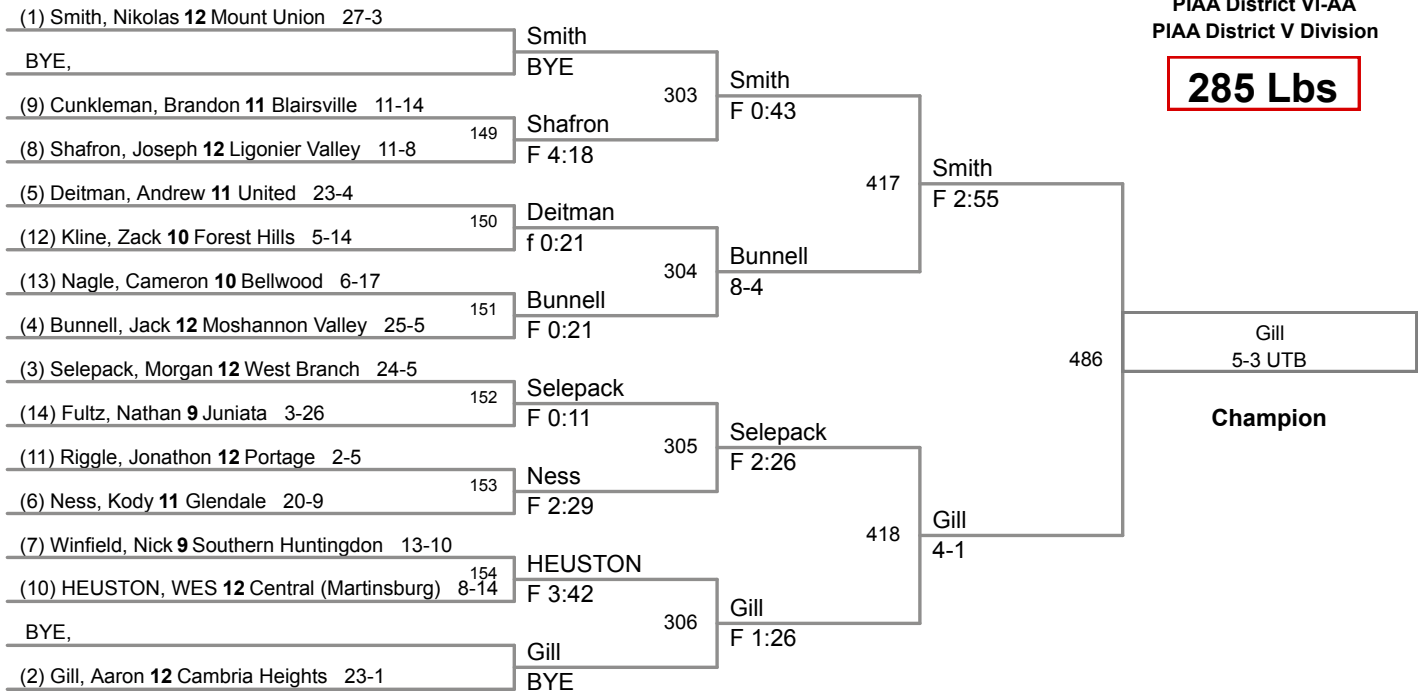 PIAA District VI-AA
PIAA District V Division
285 Lbs
(1) Smith, Nikolas 12 Mount Union 27-3
BYE,
(9) Cunkleman, Brandon 11 Blairsville 11-14
(8) Shafron, Joseph 12 Ligonier Valley 11-8
(5) Deitman, Andrew 11 United 23-4
(12) Kline, Zack 10 Forest Hills 5-14
(13) Nagle, Cameron 10 Bellwood 6-17
(4) Bunnell, Jack 12 Moshannon Valley 25-5
(3) Selepack, Morgan 12 West Branch 24-5
(14) Fultz, Nathan 9 Juniata 3-26
(11) Riggle, Jonathon 12 Portage 2-5
(6) Ness, Kody 11 Glendale 20-9
(7) Winfield, Nick 9 Southern Huntingdon 13-10
(10) HEUSTON, WES 12 Central (Martinsburg) 8-14
BYE,
(2) Gill, Aaron 12 Cambria Heights 23-1
149
150
151
152
153
154
Smith
BYE
Shafron
F 4:18
Deitman
f 0:21
Bunnell
F 0:21
Selepack
F 0:11
Ness
F 2:29
HEUSTON
F 3:42
Gill
BYE
303
304
305
306
Smith
F 0:43
Bunnell
8-4
Selepack
F 2:26
Gill
F 1:26
417
418
Smith
F 2:55
Gill
4-1
486
Gill
5-3 UTB
Champion